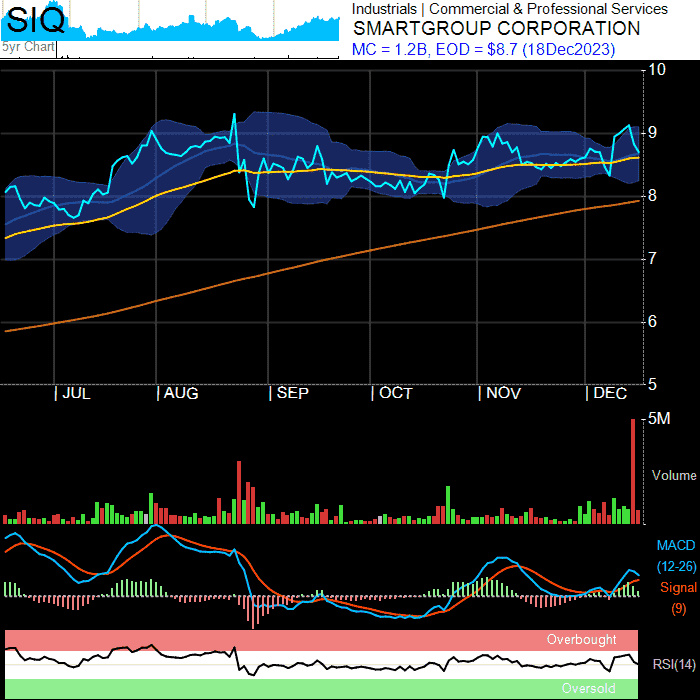 SIQ
5yr Chart
Industrials | Commercial & Professional Services
SMARTGROUP CORPORATION
MC = 1.2B, EOD = $8.7 (18Dec2023)
10
9
8
7
6
5
JUL AUG SEP OCT NOV DEC
5M
Volume
MACD
(12-26)
Signal
(9)
Overbought
RSI(14)
Oversold